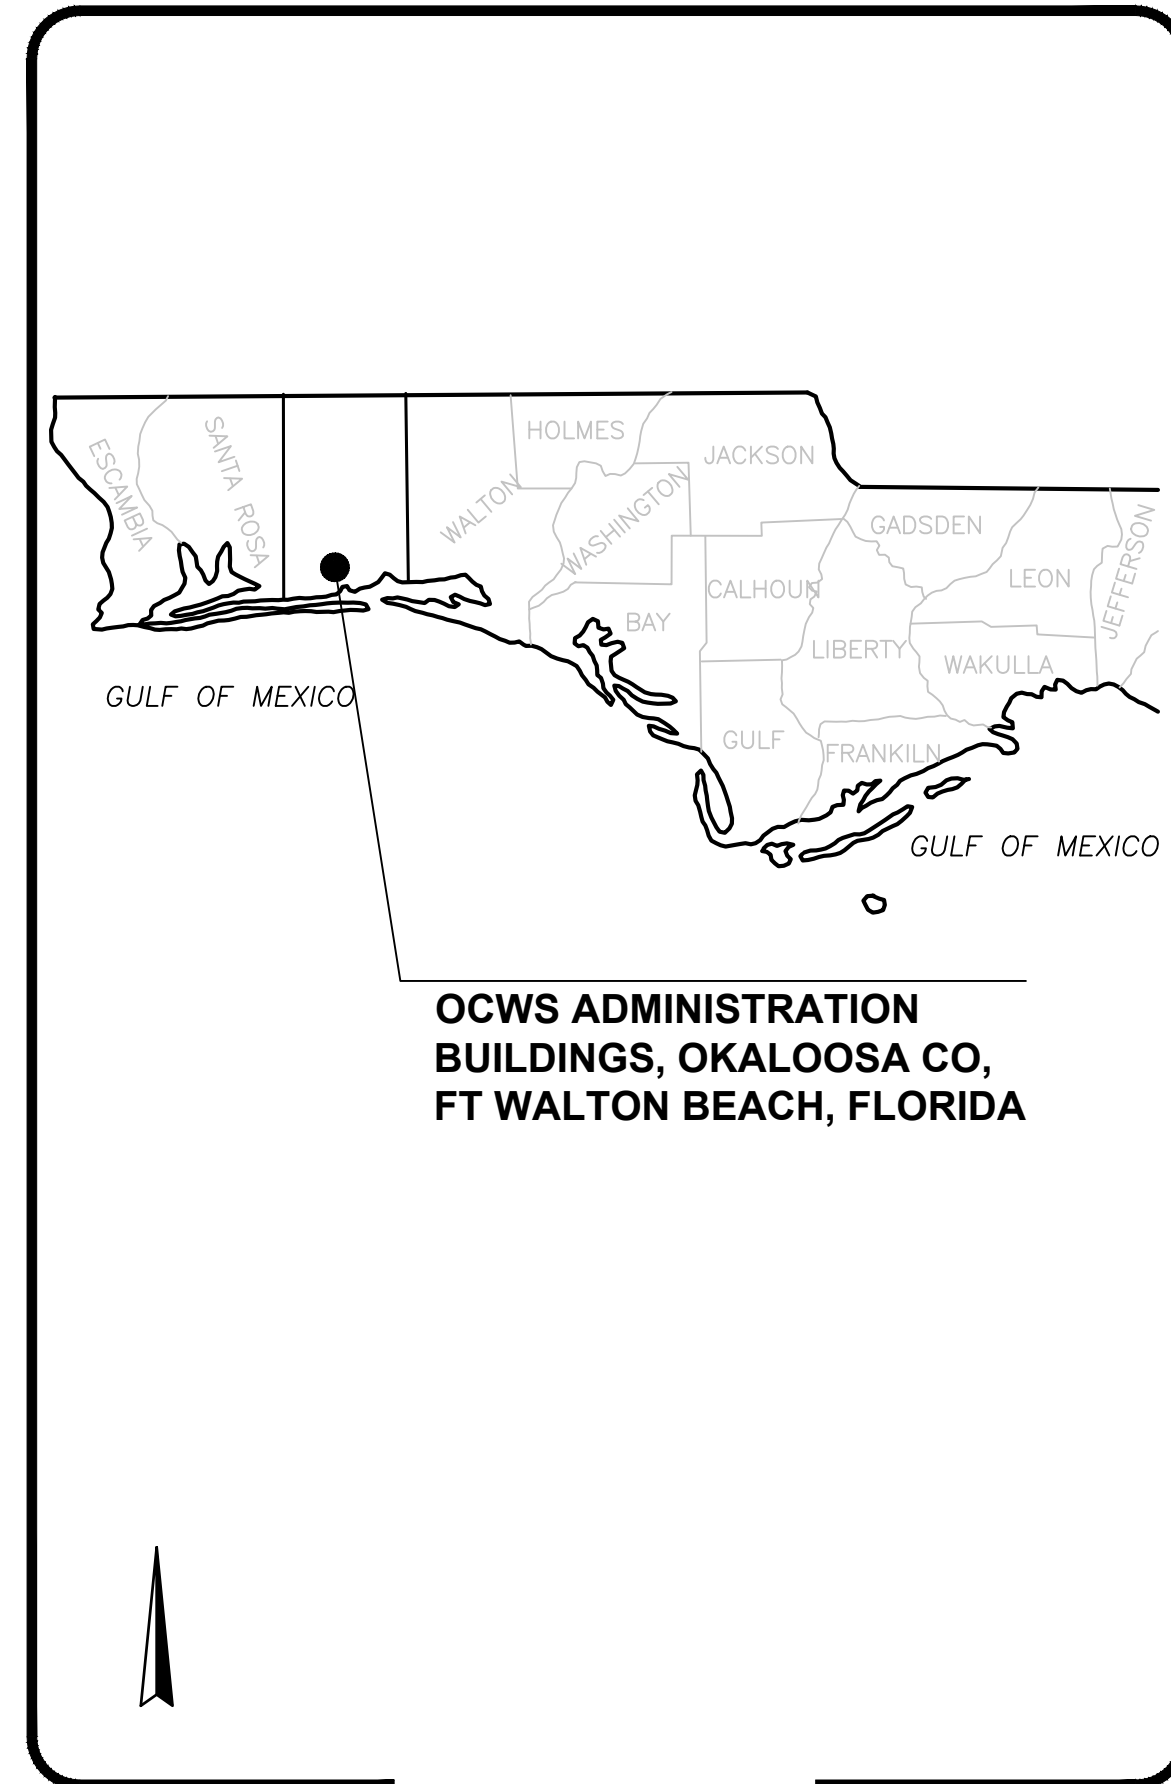 HOLMES
JACKSON
SANTA ROSA
ESCAMBIA
WALTON
WASHINGTON
GADSDEN
JEFFERSON
LEON
CALHOUN
BAY
LIBERTY
WAKULLA
GULF OF MEXICO
GULF
FRANKILN
GULF OF MEXICO
OCWS ADMINISTRATION
BUILDINGS, OKALOOSA CO,
FT WALTON BEACH, FLORIDA